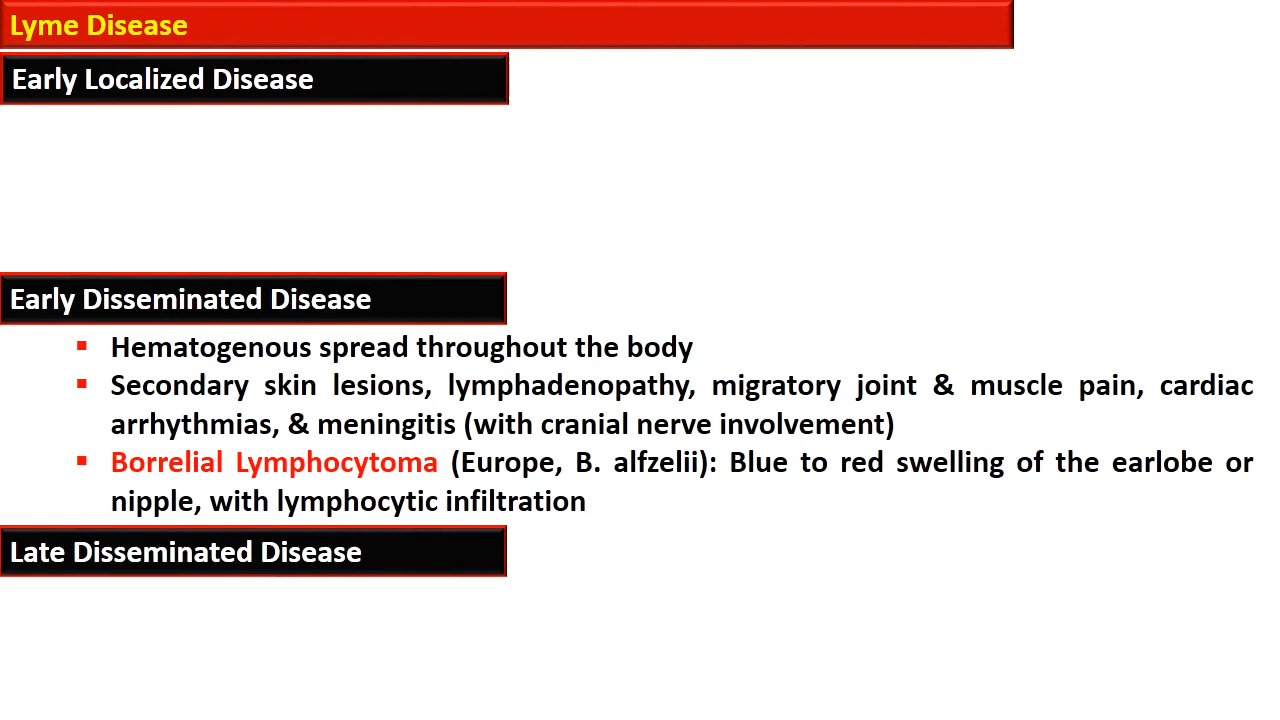 Lyme Disease
Early Localized Disease
Early Disseminated Disease
Hematogenous spread throughout the body
Secondary skin lesions, lymphadenopathy, migratory joint & muscle pain, cardiac
arrhythmias, & meningitis (with cranial nerve involvement)
Borrelial Lymphocytoma (Europe, B. alfzelii): Blue to red swelling of the earlobe or
nipple, with lymphocytic infiltration
Late Disseminated Disease